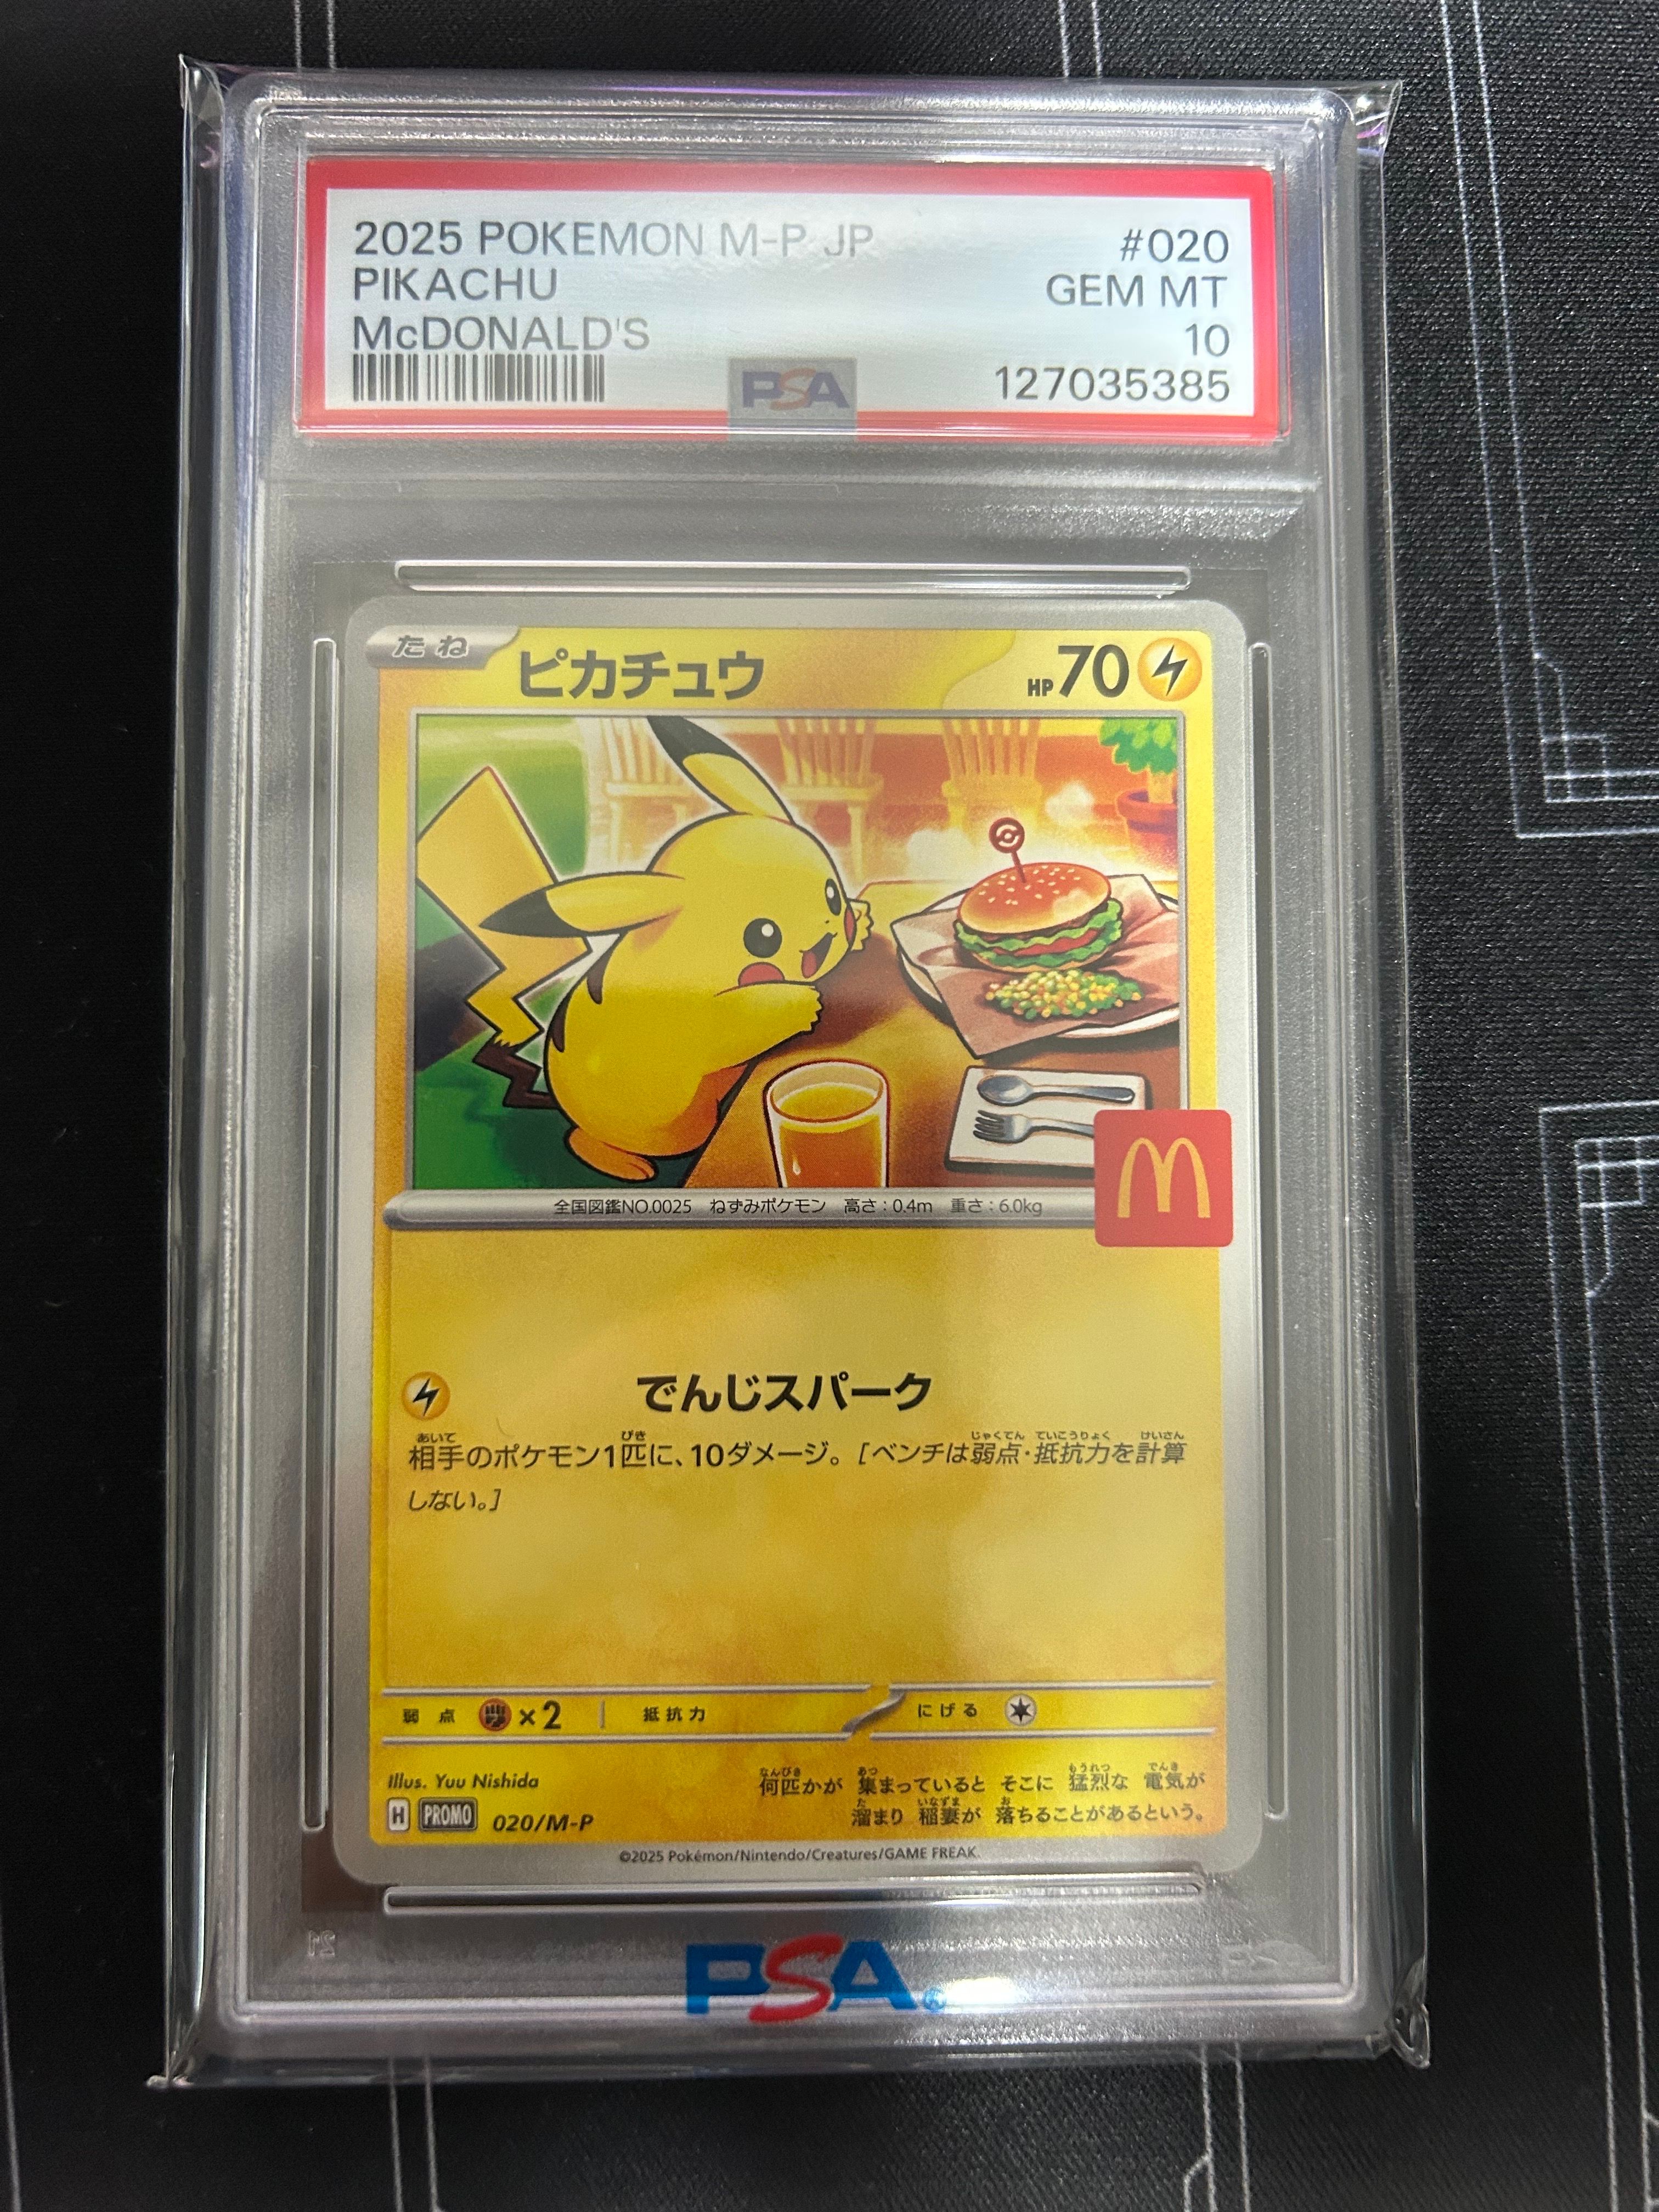 2025 POKEMON M-P JP #020
PIKACHU GEM MT
McDONALD'S 10
PSA 127035385
たね ピカチュウ HP70
M
全国図鑑NO.0025 ねずみポケモン 高さ:0.4m 重さ:6.0kg
でんじスパーク
相手のポケモン1匹に、10ダメージ。[ベンチは弱点・抵抗力を計算
しない。]
弱点 ×2 抵抗力 にげる
Illus. Yuu Nishida
何匹かが 集まっていると そこに 猛烈な 電気が
溜まり 稲妻が 落ちることがあるという。
H PROMO 020/M-P
©2025 Pokémon/Nintendo/Creatures/GAME FREAK.
PSA®